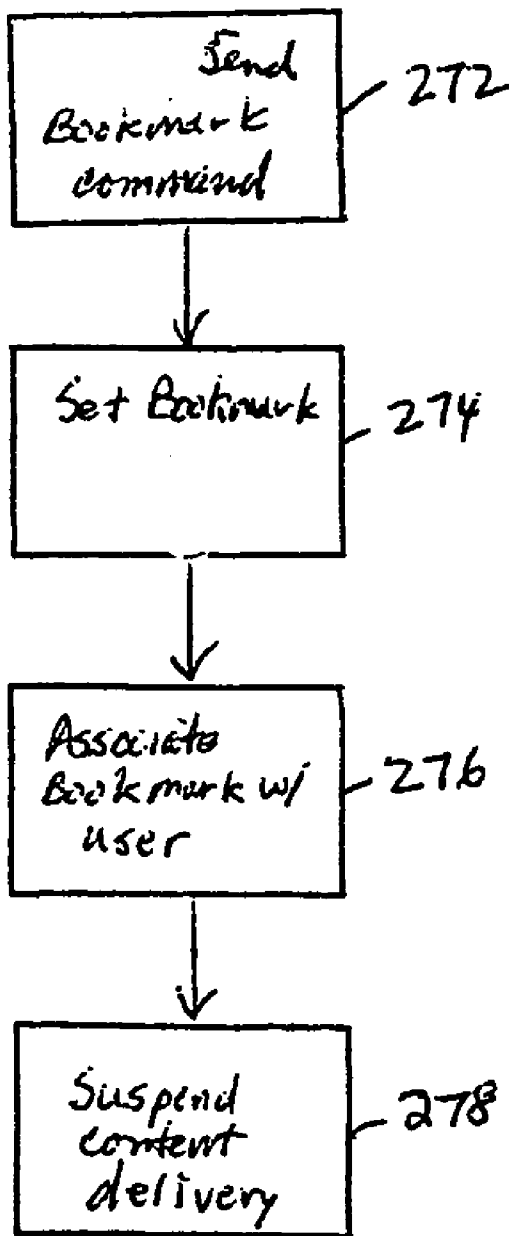 Send
Bookmark
command
272
Set Bookmark
274
Associate
Bookmark w/
user
276
Suspend
content
delivery
278